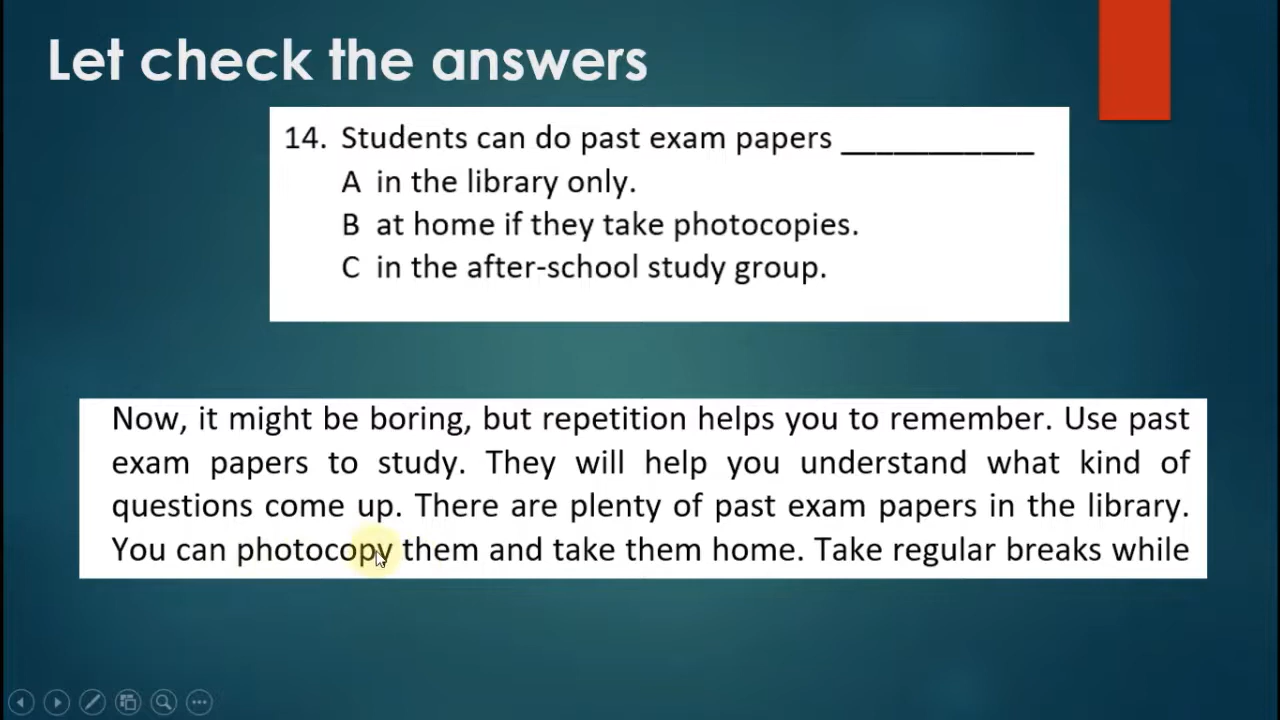 Let check the answers
14. Students can do past exam papers ___________
A in the library only.
B at home if they take photocopies.
C in the after-school study group.
Now, it might be boring, but repetition helps you to remember. Use past
exam papers to study. They will help you understand what kind of
questions come up. There are plenty of past exam papers in the library.
You can photocopy them and take them home. Take regular breaks while